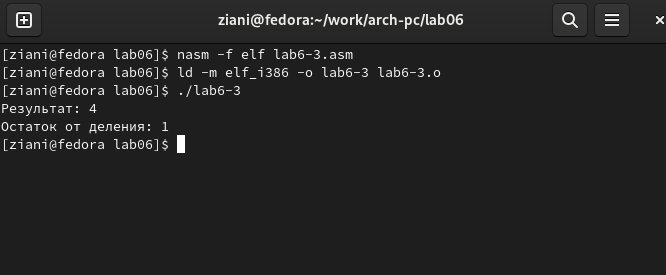 ziani@fedora:~/work/arch-pc/lab06
[ziani@fedora lab06]$ nasm -f elf lab6-3.asm
[ziani@fedora lab06]$ ld -m elf_i386 -o lab6-3 lab6-3.o
[ziani@fedora lab06]$ ./lab6-3
Результат: 4
Остаток от деления: 1
[ziani@fedora lab06]$